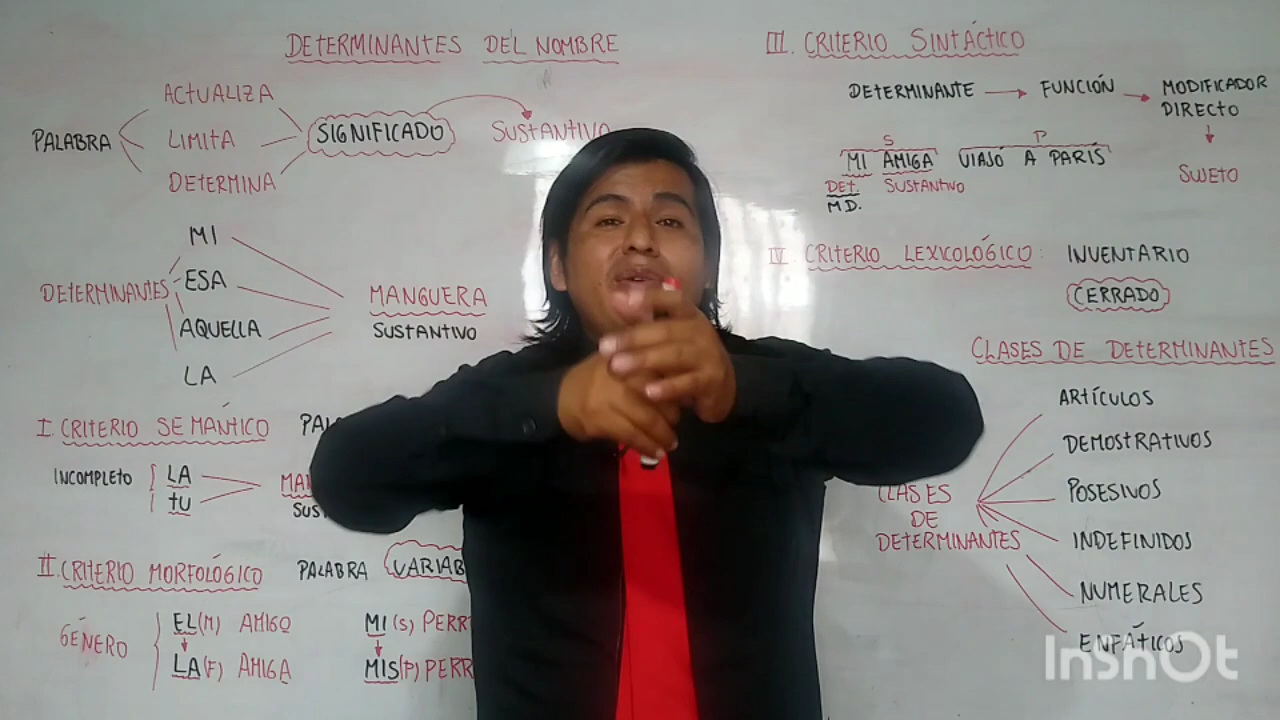 DETERMINANTES DEL NOMBRE
PALABRA
ACTUALIZA
LIMITA
DETERMINA
SIGNIFICADO
SUSTANTIVO
DETERMINANTES
MI
ESA
AQUELLA
LA
MANGUERA
SUSTANTIVO
I. CRITERIO SEMÁNTICO
INCOMPLETO
LA
TU
II. CRITERIO MORFOLÓGICO PALABRA
GÉNERO
EL(M) AMIGO
LA(F) AMIGA
MI (S) PERR
MIS(P) PERR
III. CRITERIO SINTÁCTICO
DETERMINANTE FUNCIÓN MODIFICADOR
DIRECTO
SUJETO
S P
MI AMIGA VIAJÓ A PARÍS
DET. SUSTANTIVO
M.D.
IV. CRITERIO LEXICOLÓGICO: INVENTARIO
CERRADO
CLASES DE DETERMINANTES
CLASES
DE
DETERMINANTES
ARTÍCULOS
DEMOSTRATIVOS
POSESIVOS
INDEFINIDOS
NUMERALES
ENFÁTICOS
InShOt